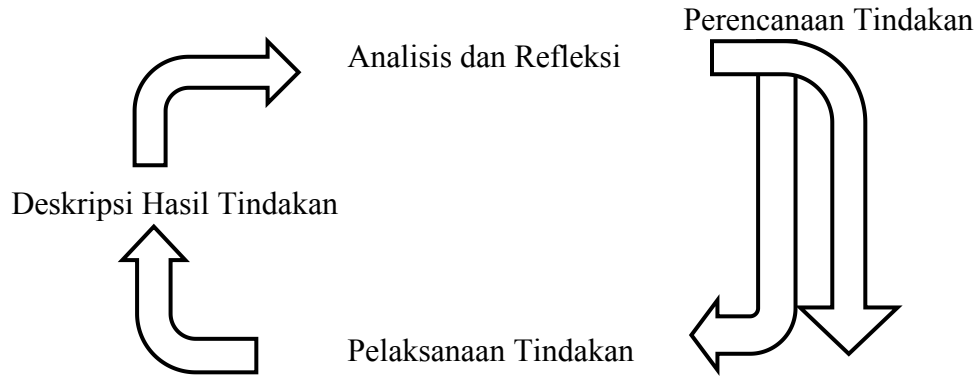 Perencanaan Tindakan
Analisis dan Refleksi
Deskripsi Hasil Tindakan
Pelaksanaan Tindakan